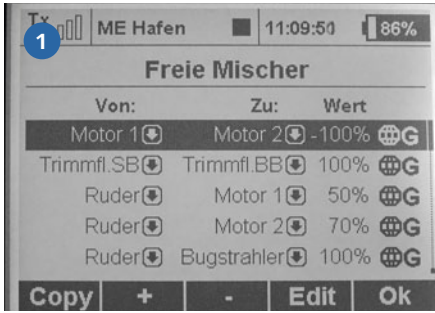 Tx ME Hafen 11:09:50 86%
1
Freie Mischer
Von: Zu: Wert
Motor 1 Motor 2 -100% G
Trimmfl.SB Trimmfl.BB 100% G
Ruder Motor 1 50% G
Ruder Motor 2 70% G
Ruder Bugstrahler 100% G
Copy + - Edit Ok